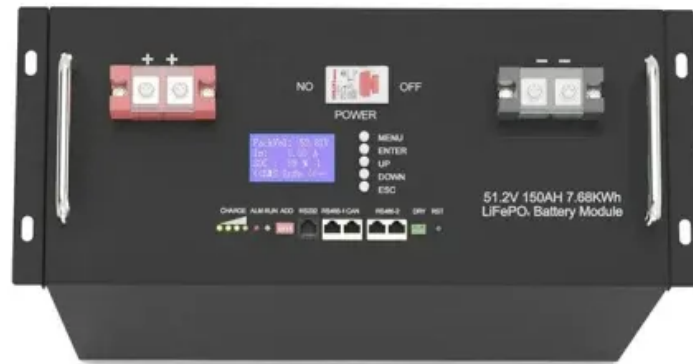 + +
- -
NO
OFF
POWER
MENU
ENTER
UP
DOWN
ESC
51.2V 150AH 7.68KWh
LiFePO₄ Battery Module
CHARGE ALM RUN ADD RS232 RS485-1 CAN RS485-2 DRY RST